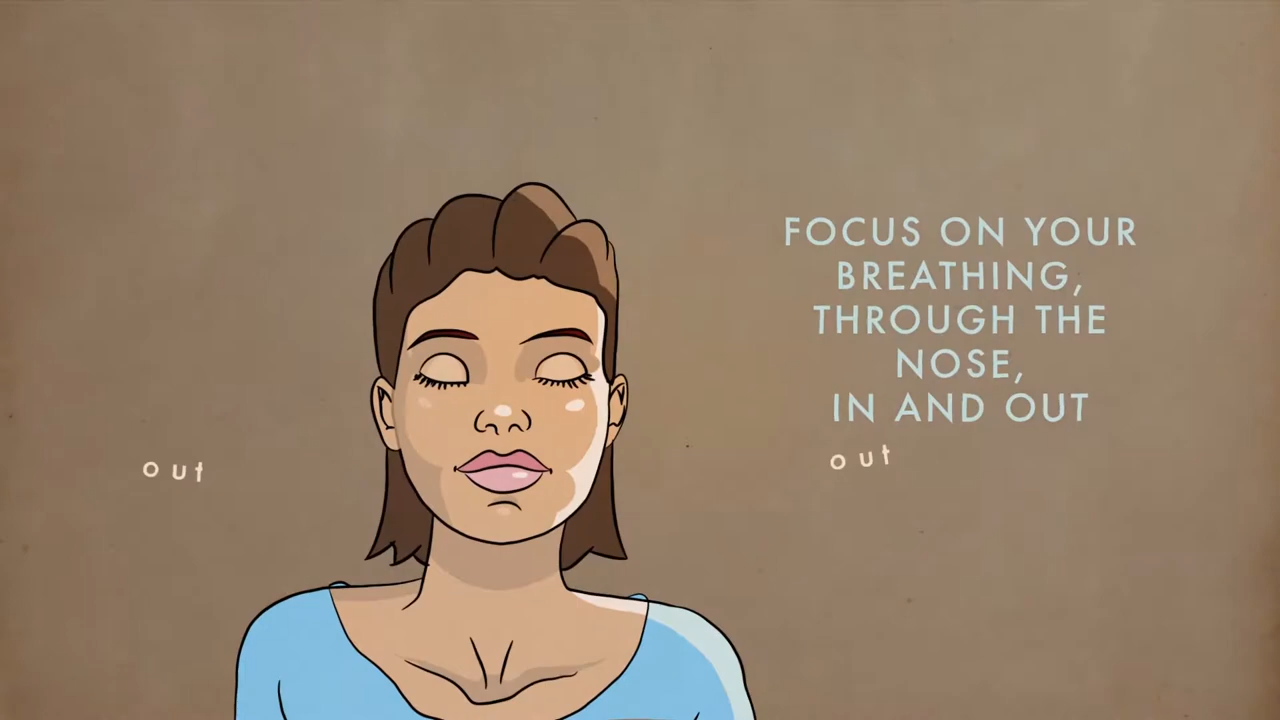 FOCUS ON YOUR
BREATHING,
THROUGH THE
NOSE,
IN AND OUT
out
out